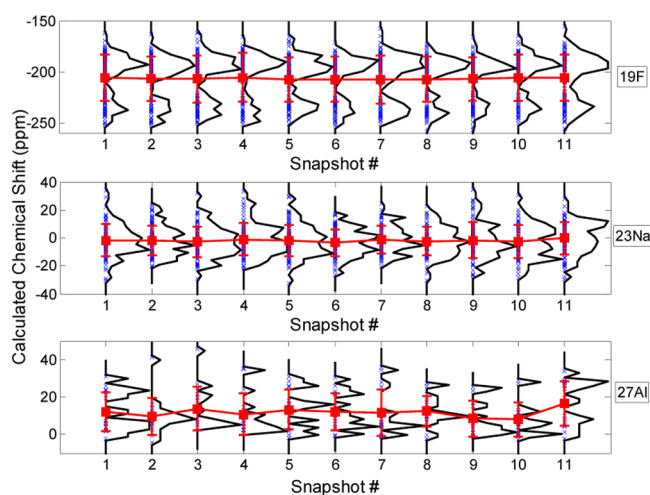 -150
-200
-250
1 2 3 4 5 6 7 8 9 10 11
Snapshot #
19F
Calculated Chemical Shift (ppm)
40
20
0
-20
-40
1 2 3 4 5 6 7 8 9 10 11
Snapshot #
23Na
40
20
0
1 2 3 4 5 6 7 8 9 10 11
Snapshot #
27Al